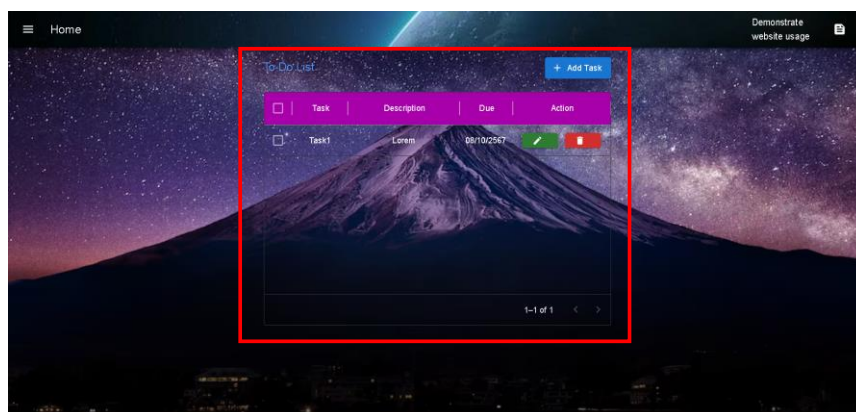 Home
Demonstrate
website usage
To-Do List
+ Add Task
Task Description Due Action
Task1 Lorem 08/10/2567
1–1 of 1